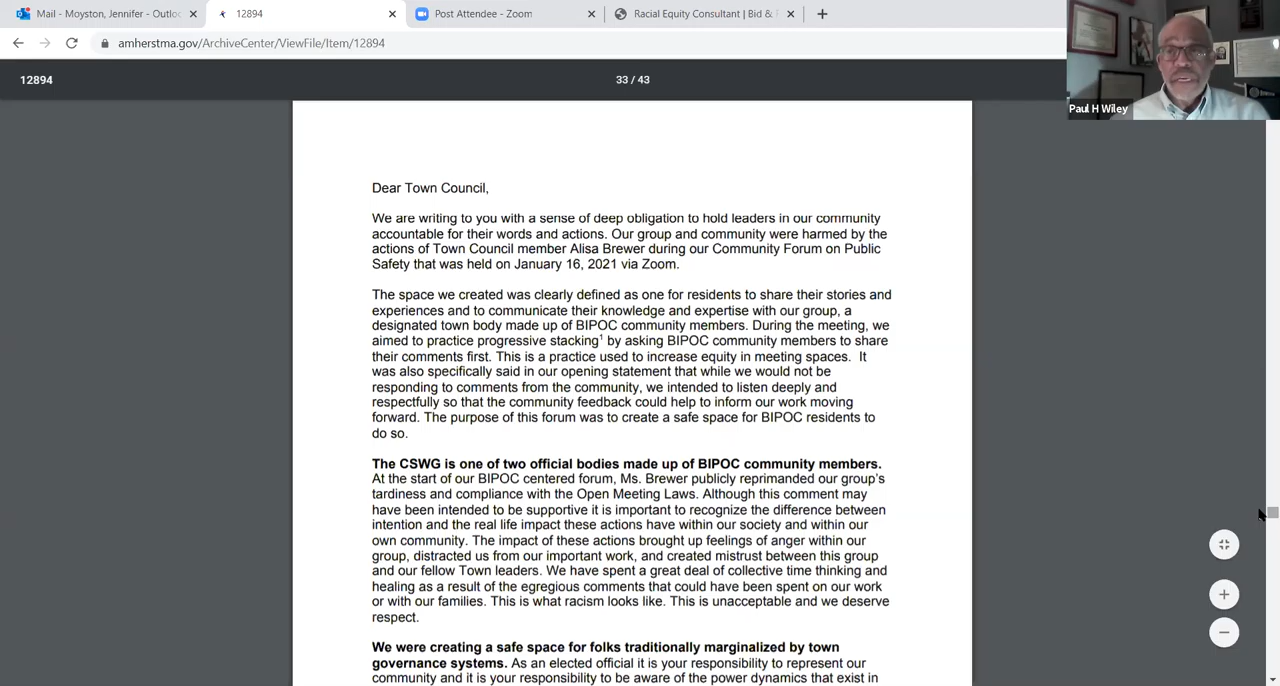 Mail - Moyston, Jennifer - Outloc
12894
Post Attendee - Zoom
Racial Equity Consultant | Bid & F
amherstma.gov/ArchiveCenter/ViewFile/Item/12894
12894
33 / 43
Paul H Wiley
Dear Town Council,
We are writing to you with a sense of deep obligation to hold leaders in our community
accountable for their words and actions. Our group and community were harmed by the
actions of Town Council member Alisa Brewer during our Community Forum on Public
Safety that was held on January 16, 2021 via Zoom.
The space we created was clearly defined as one for residents to share their stories and
experiences and to communicate their knowledge and expertise with our group, a
designated town body made up of BIPOC community members. During the meeting, we
aimed to practice progressive stacking¹ by asking BIPOC community members to share
their comments first. This is a practice used to increase equity in meeting spaces.  It
was also specifically said in our opening statement that while we would not be
responding to comments from the community, we intended to listen deeply and
respectfully so that the community feedback could help to inform our work moving
forward. The purpose of this forum was to create a safe space for BIPOC residents to
do so.
The CSWG is one of two official bodies made up of BIPOC community members.
At the start of our BIPOC centered forum, Ms. Brewer publicly reprimanded our group's
tardiness and compliance with the Open Meeting Laws. Although this comment may
have been intended to be supportive it is important to recognize the difference between
intention and the real life impact these actions have within our society and within our
own community. The impact of these actions brought up feelings of anger within our
group, distracted us from our important work, and created mistrust between this group
and our fellow Town leaders. We have spent a great deal of collective time thinking and
healing as a result of the egregious comments that could have been spent on our work
or with our families. This is what racism looks like. This is unacceptable and we deserve
respect.
We were creating a safe space for folks traditionally marginalized by town
governance systems. As an elected official it is your responsibility to represent our
community and it is your responsibility to be aware of the power dynamics that exist in